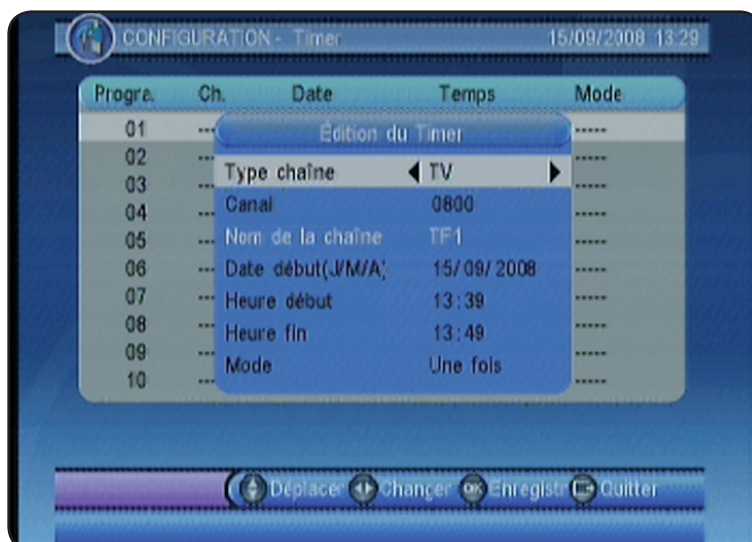 CONFIGURATION - Timer 15/09/2008 13:29
Progra. Ch. Date Temps Mode
01 --- -----
Édition du Timer
02 --- -----
Type chaîne TV
03 --- -----
Canal 0800
04 --- -----
Nom de la chaîne TF1
05 --- -----
Date début(J/M/A) 15/09/2008
06 --- -----
Heure début 13:39
07 --- -----
Heure fin 13:49
08 --- -----
09 --- -----
Mode Une fois
10 --- -----
Déplacer Changer OK Enregistr Quitter